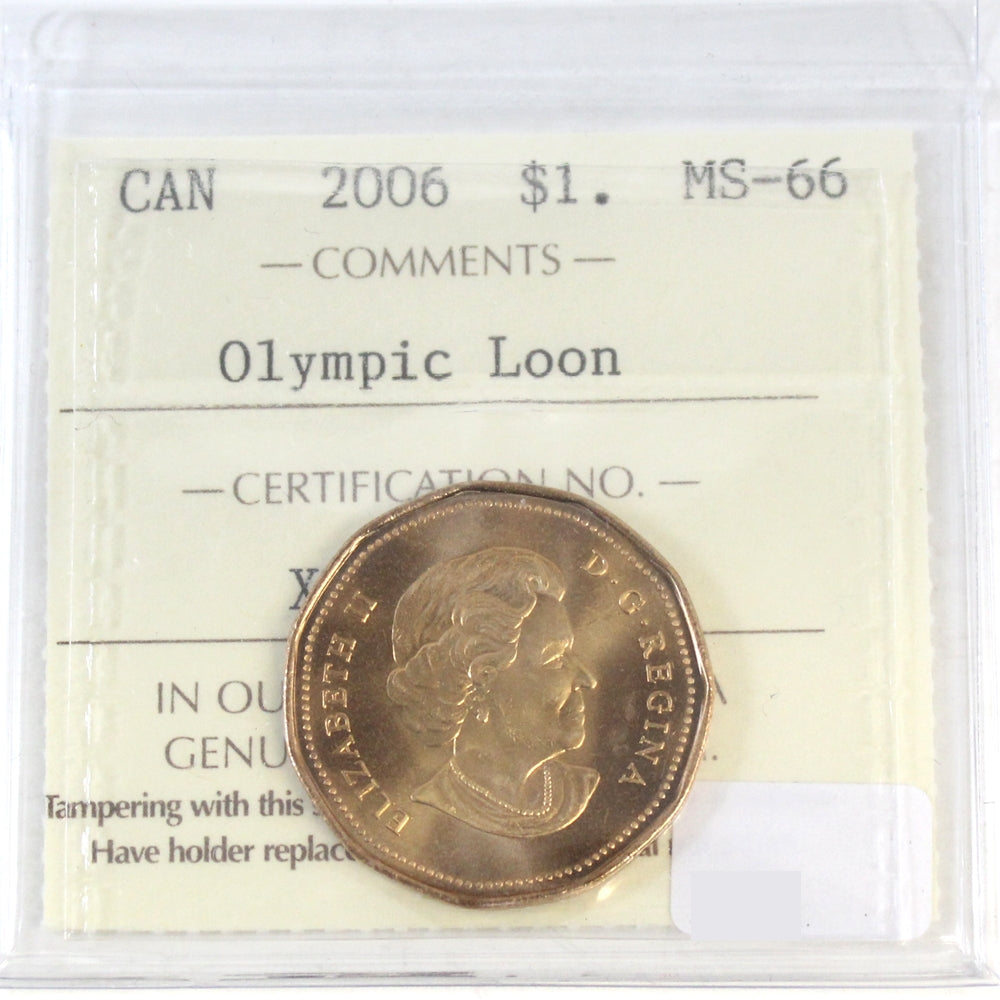 CAN 2006 $1. MS-66
— COMMENTS —
Olympic Loon
— CERTIFICATION NO. —
X
IN OU
GENU
Tampering with this
Have holder replace
ELIZABETH II D·G·REGINA